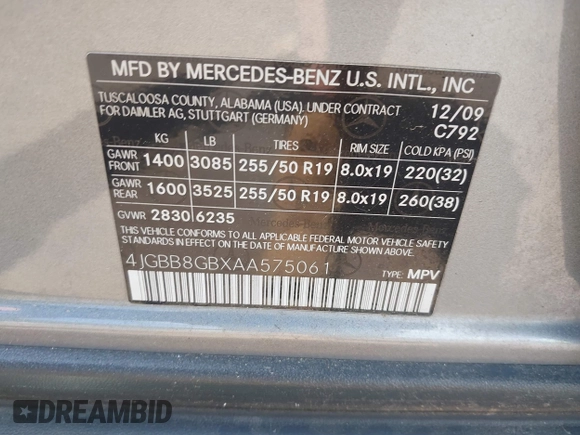 MFD BY MERCEDES-BENZ U.S. INTL., INC
TUSCALOOSA COUNTY, ALABAMA (USA). UNDER CONTRACT 12/09
FOR DAIMLER AG, STUTTGART (GERMANY) C792
KG LB TIRES RIM SIZE COLD KPA (PSI)
GAWR FRONT 1400 3085 255/50 R19 8.0x19 220(32)
GAWR REAR 1600 3525 255/50 R19 8.0x19 260(38)
GVWR 2830 6235
THIS VEHICLE CONFORMS TO ALL APPLICABLE FEDERAL MOTOR VEHICLE SAFETY
STANDARDS IN EFFECT ON THE DATE OF MANUFACTURE SHOWN ABOVE.
4JGBB8GBXAA575061 TYPE: MPV
DREAMBID